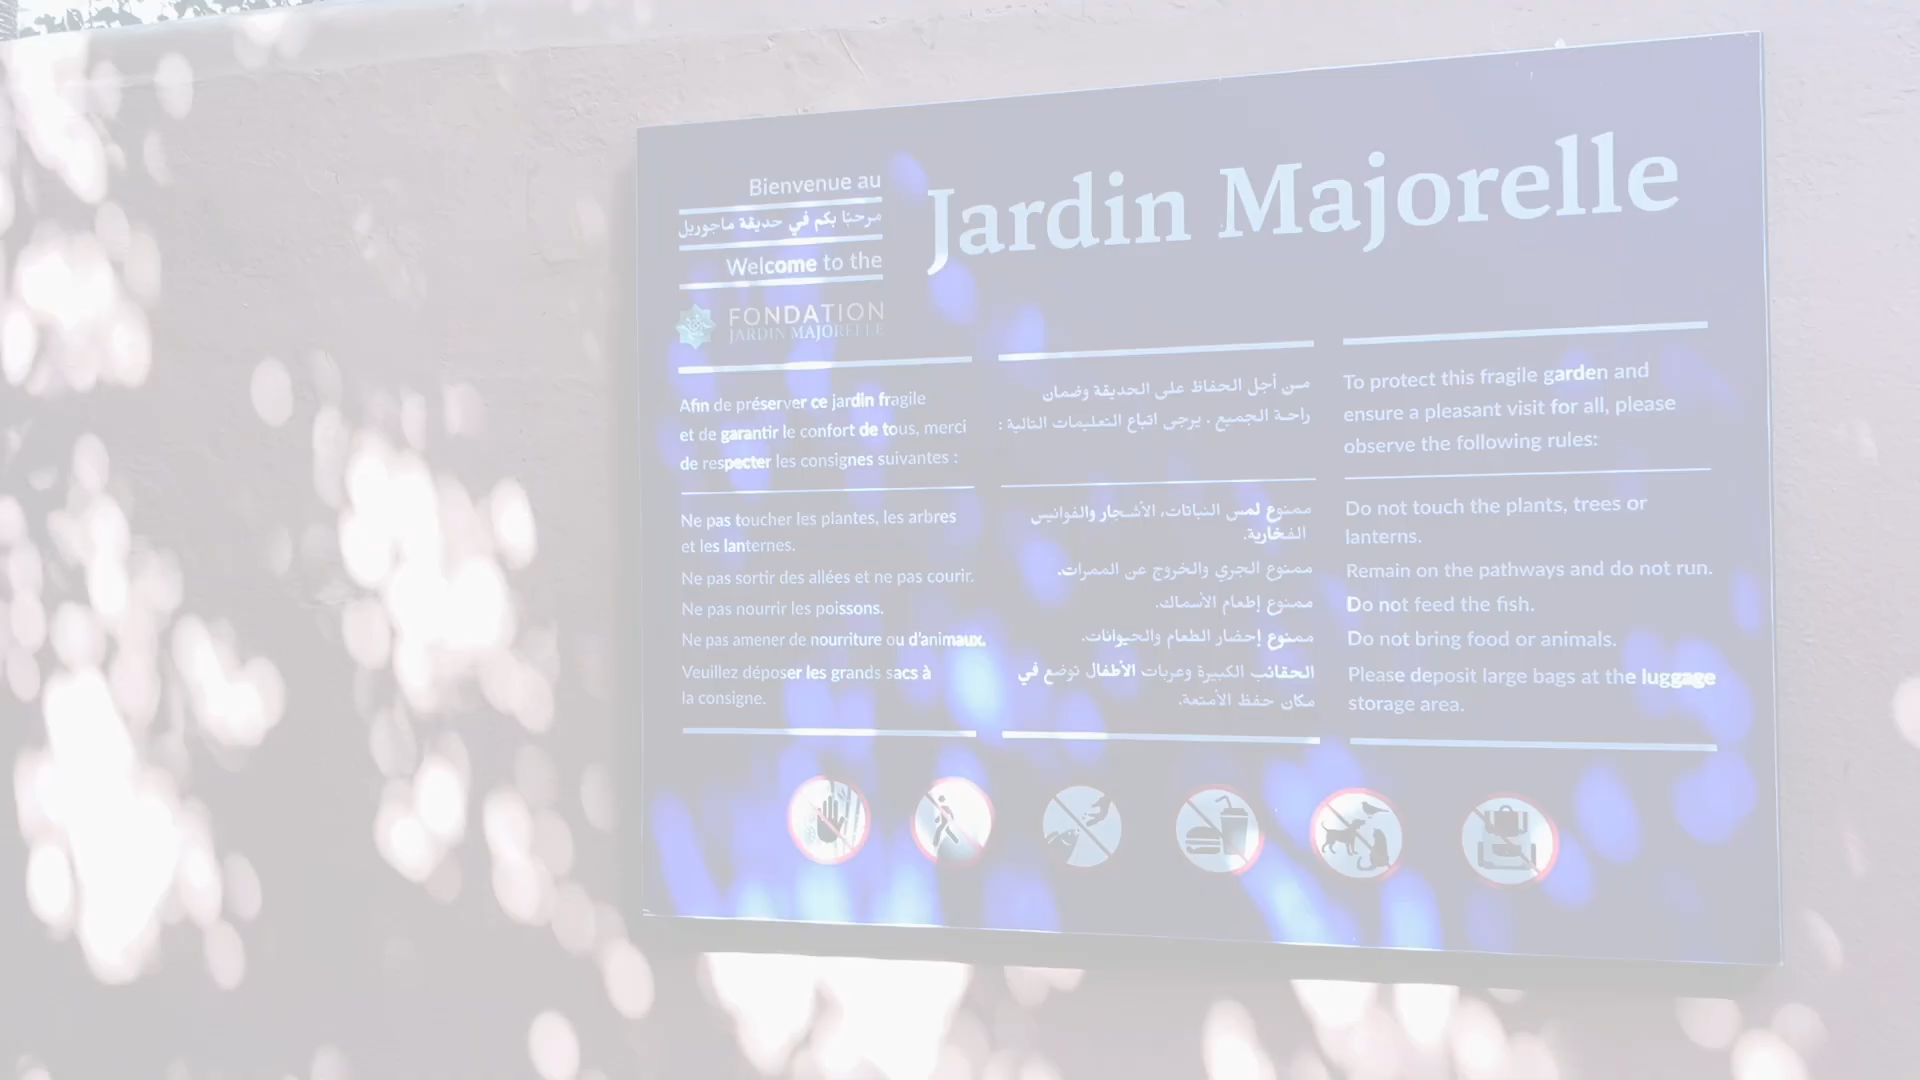 Bienvenue au
مرحبًا بكم في حديقة ماجوريل
Welcome to the
Jardin Majorelle
FONDATION
JARDIN MAJORELLE
Afin de préserver ce jardin fragile
et de garantir le confort de tous, merci
de respecter les consignes suivantes :
Ne pas toucher les plantes, les arbres
et les lanternes.
Ne pas sortir des allées et ne pas courir.
Ne pas nourrir les poissons.
Ne pas amener de nourriture ou d'animaux.
Veuillez déposer les grands sacs à
la consigne.
من أجل الحفاظ على الحديقة وضمان
راحة الجميع . يرجى اتباع التعليمات التالية :
ممنوع لمس النباتات، الأشجار والفوانيس
الفخارية.
ممنوع الجري والخروج عن الممرات.
ممنوع إطعام الأسماك.
ممنوع إحضار الطعام والحيوانات.
الحقائب الكبيرة وعربات الأطفال توضع في
مكان حفظ الأمتعة.
To protect this fragile garden and
ensure a pleasant visit for all, please
observe the following rules:
Do not touch the plants, trees or
lanterns.
Remain on the pathways and do not run.
Do not feed the fish.
Do not bring food or animals.
Please deposit large bags at the luggage
storage area.